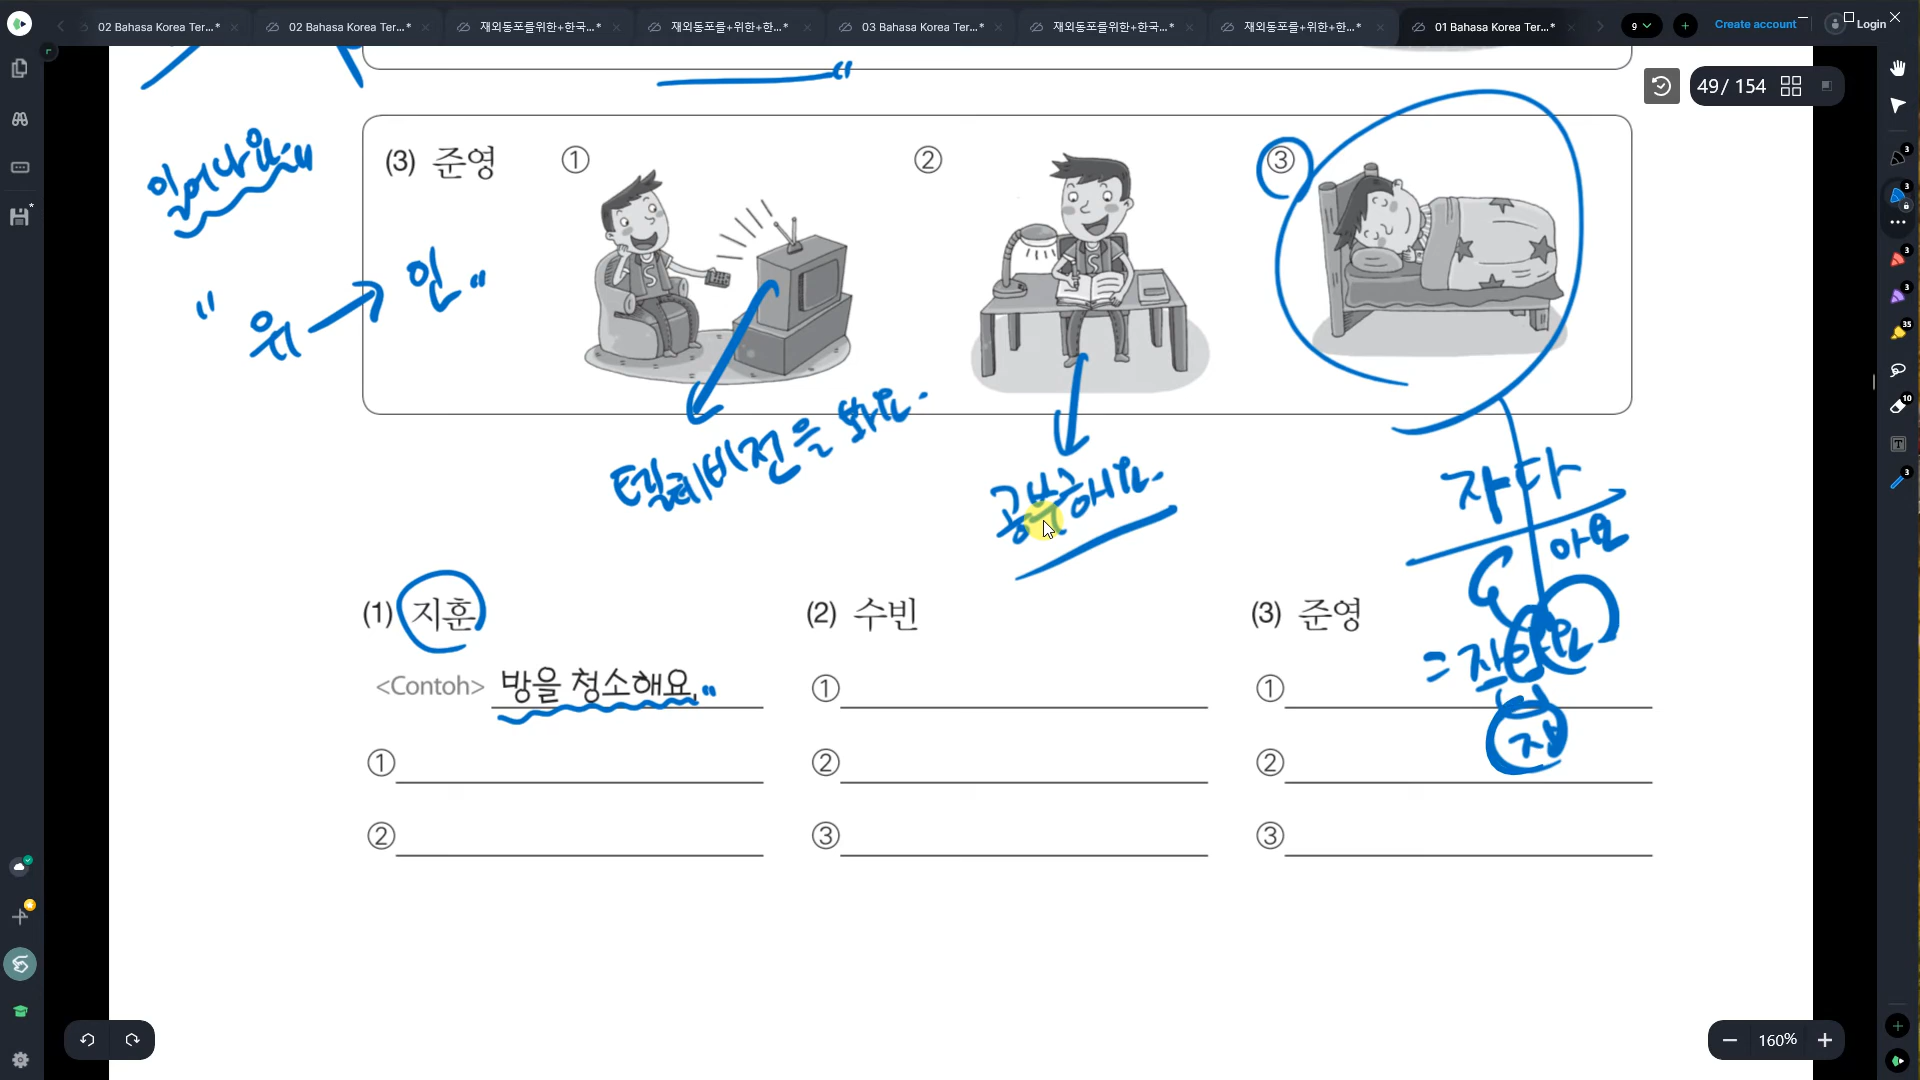 02 Bahasa Korea Ter...*
02 Bahasa Korea Ter...*
재외동포를위한+한국...*
재외동포를+위한+한...*
03 Bahasa Korea Ter...*
재외동포를위한+한국...*
재외동포를+위한+한...*
01 Bahasa Korea Ter...*
9
Create account
Login
49/ 154
일어나요
(3) 준영
①
②
③
위 → 인
텔레비전을 봐요.
공부해요.
자다
아요
(1) 지훈
(2) 수빈
(3) 준영
<Contoh> 방을 청소해요.
①
②
①
②
③
①
②
③
160%